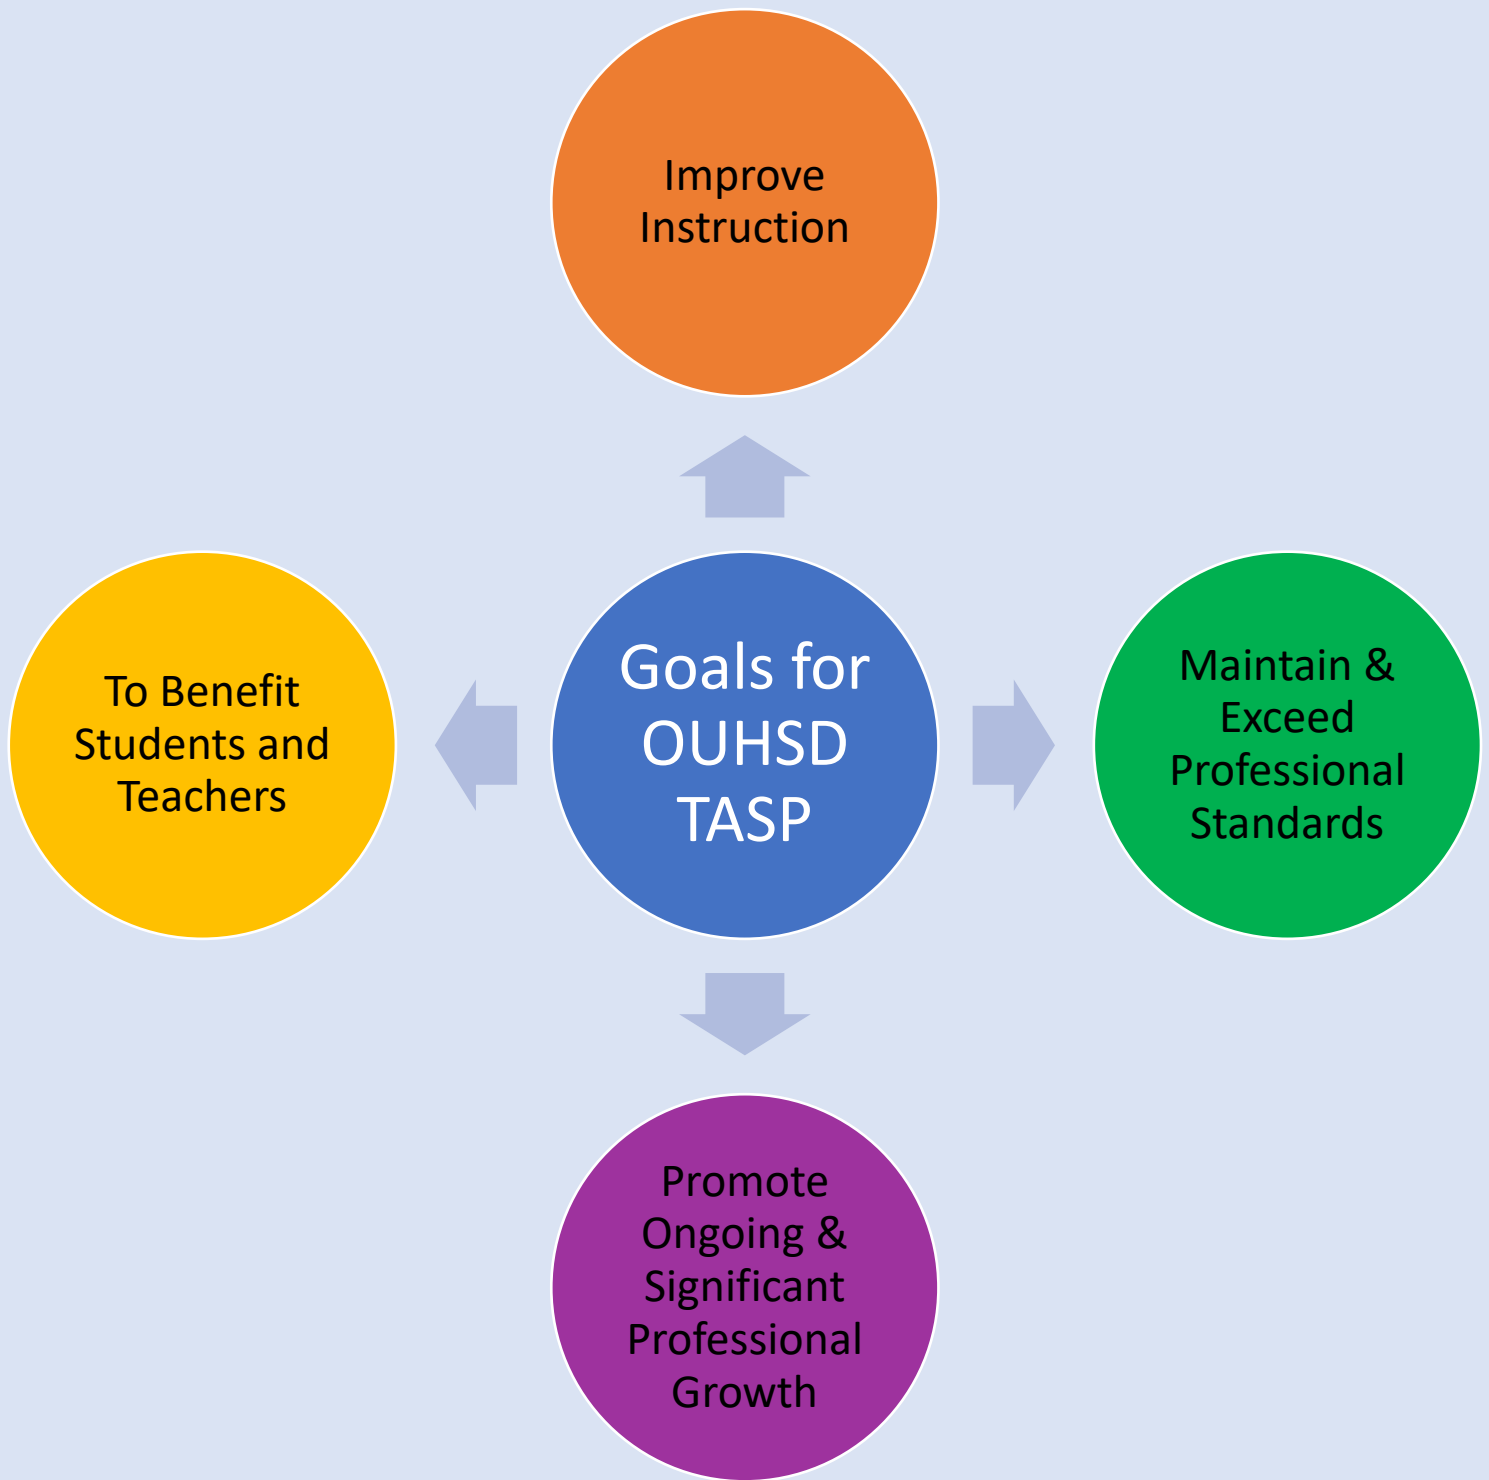 Improve
Instruction
To Benefit
Students and
Teachers
Goals for
OUHSD
TASP
Maintain &
Exceed
Professional
Standards
Promote
Ongoing &
Significant
Professional
Growth